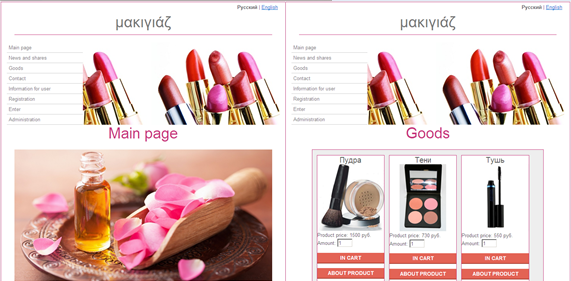 Русский | English
μακιγιάζ
Main page
News and shares
Goods
Contact
Information for user
Registration
Enter
Administration
Main page
Русский | English
μακιγιάζ
Main page
News and shares
Goods
Contact
Information for user
Registration
Enter
Administration
Goods
Пудра
Тени
Тушь
Product price: 1500 руб
Product price: 730 руб
Product price: 550 руб
Amount: 1
Amount: 1
Amount: 1
IN CART
IN CART
IN CART
ABOUT PRODUCT
ABOUT PRODUCT
ABOUT PRODUCT